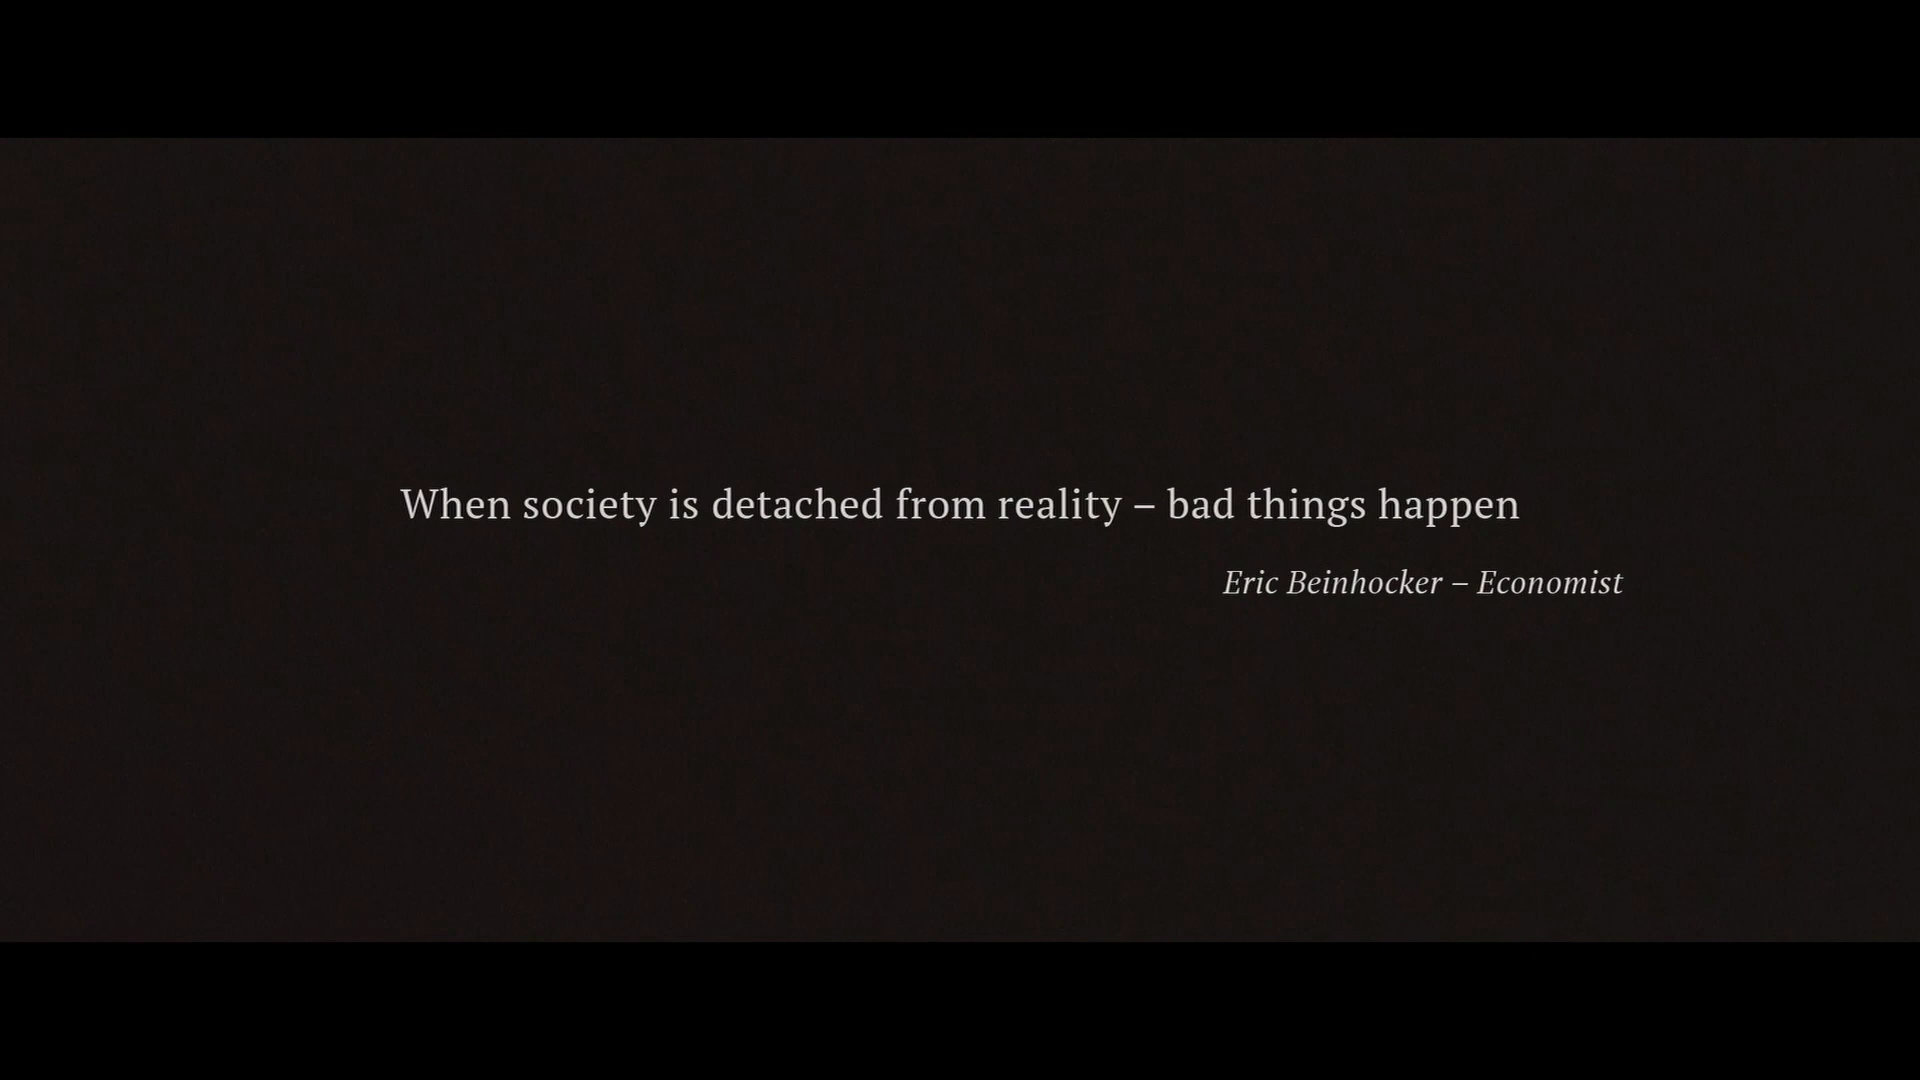 When society is detached from reality – bad things happen
Eric Beinhocker – Economist